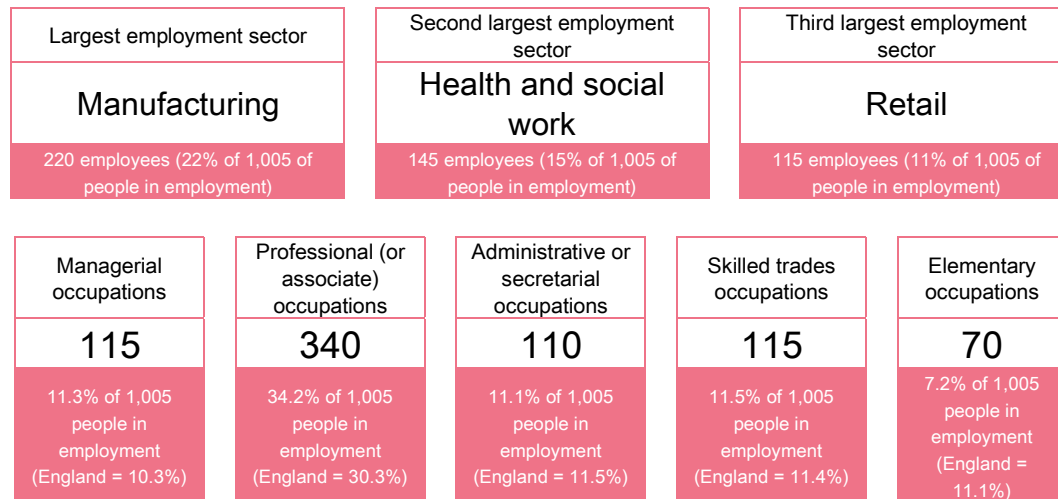 Largest employment sector
Manufacturing
220 employees (22% of 1,005 of
people in employment)
Second largest employment
sector
Health and social
work
145 employees (15% of 1,005 of
people in employment)
Third largest employment
sector
Retail
115 employees (11% of 1,005 of
people in employment)
Managerial
occupations
115
11.3% of 1,005
people in
employment
(England = 10.3%)
Professional (or
associate)
occupations
340
34.2% of 1,005
people in
employment
(England = 30.3%)
Administrative or
secretarial
occupations
110
11.1% of 1,005
people in
employment
(England = 11.5%)
Skilled trades
occupations
115
11.5% of 1,005
people in
employment
(England = 11.4%)
Elementary
occupations
70
7.2% of 1,005
people in
employment
(England =
11.1%)